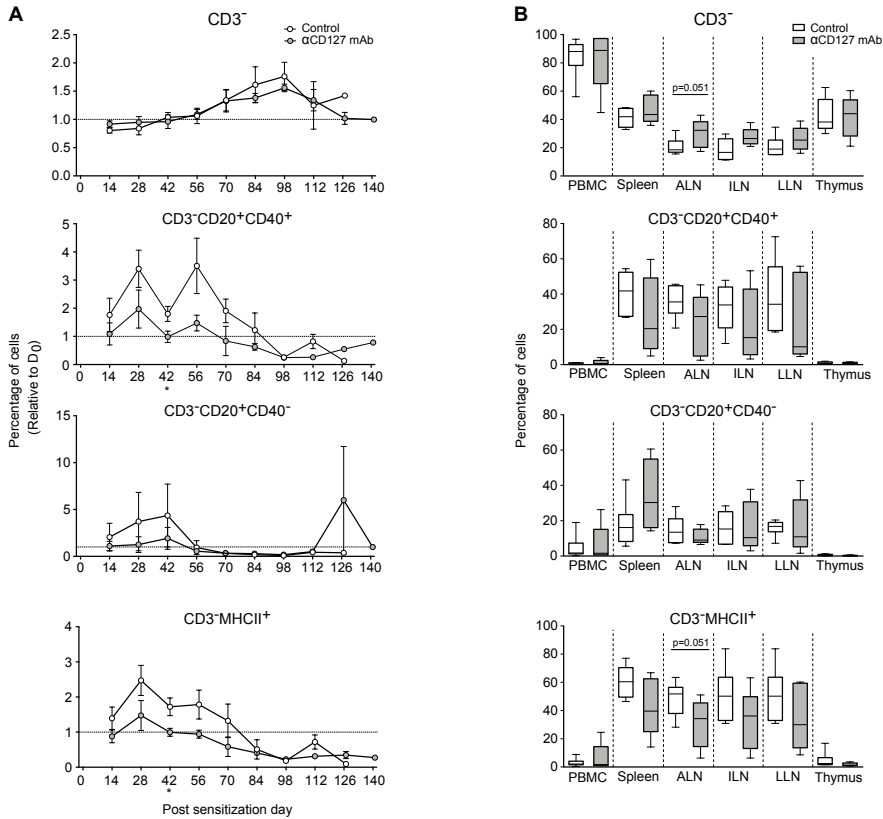 A
CD3⁻
Control
αCD127 mAb
2.5
2.0
1.5
1.0
0.5
0.0
0 14 28 42 56 70 84 98 112 126 140
CD3⁻CD20⁺CD40⁺
5
4
3
2
1
0
0 14 28 42 56 70 84 98 112 126 140
*
CD3⁻CD20⁺CD40⁻
15
10
5
0
0 14 28 42 56 70 84 98 112 126 140
CD3⁻MHCII⁺
4
3
2
1
0
0 14 28 42 56 70 84 98 112 126 140
*
Post sensitization day
Percentage of cells
(Relative to D₀)
B
CD3⁻
Control
αCD127 mAb
100
80
60
40
20
0
p=0.051
PBMC Spleen ALN ILN LLN Thymus
CD3⁻CD20⁺CD40⁺
80
60
40
20
0
PBMC Spleen ALN ILN LLN Thymus
CD3⁻CD20⁺CD40⁻
80
60
40
20
0
PBMC Spleen ALN ILN LLN Thymus
CD3⁻MHCII⁺
100
80
60
40
20
0
p=0.051
PBMC Spleen ALN ILN LLN Thymus
Percentage of cells